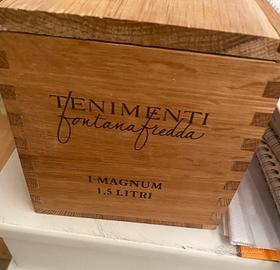 TENIMENTI
fontanafredda
1 MAGNUM
1,5 LITRI